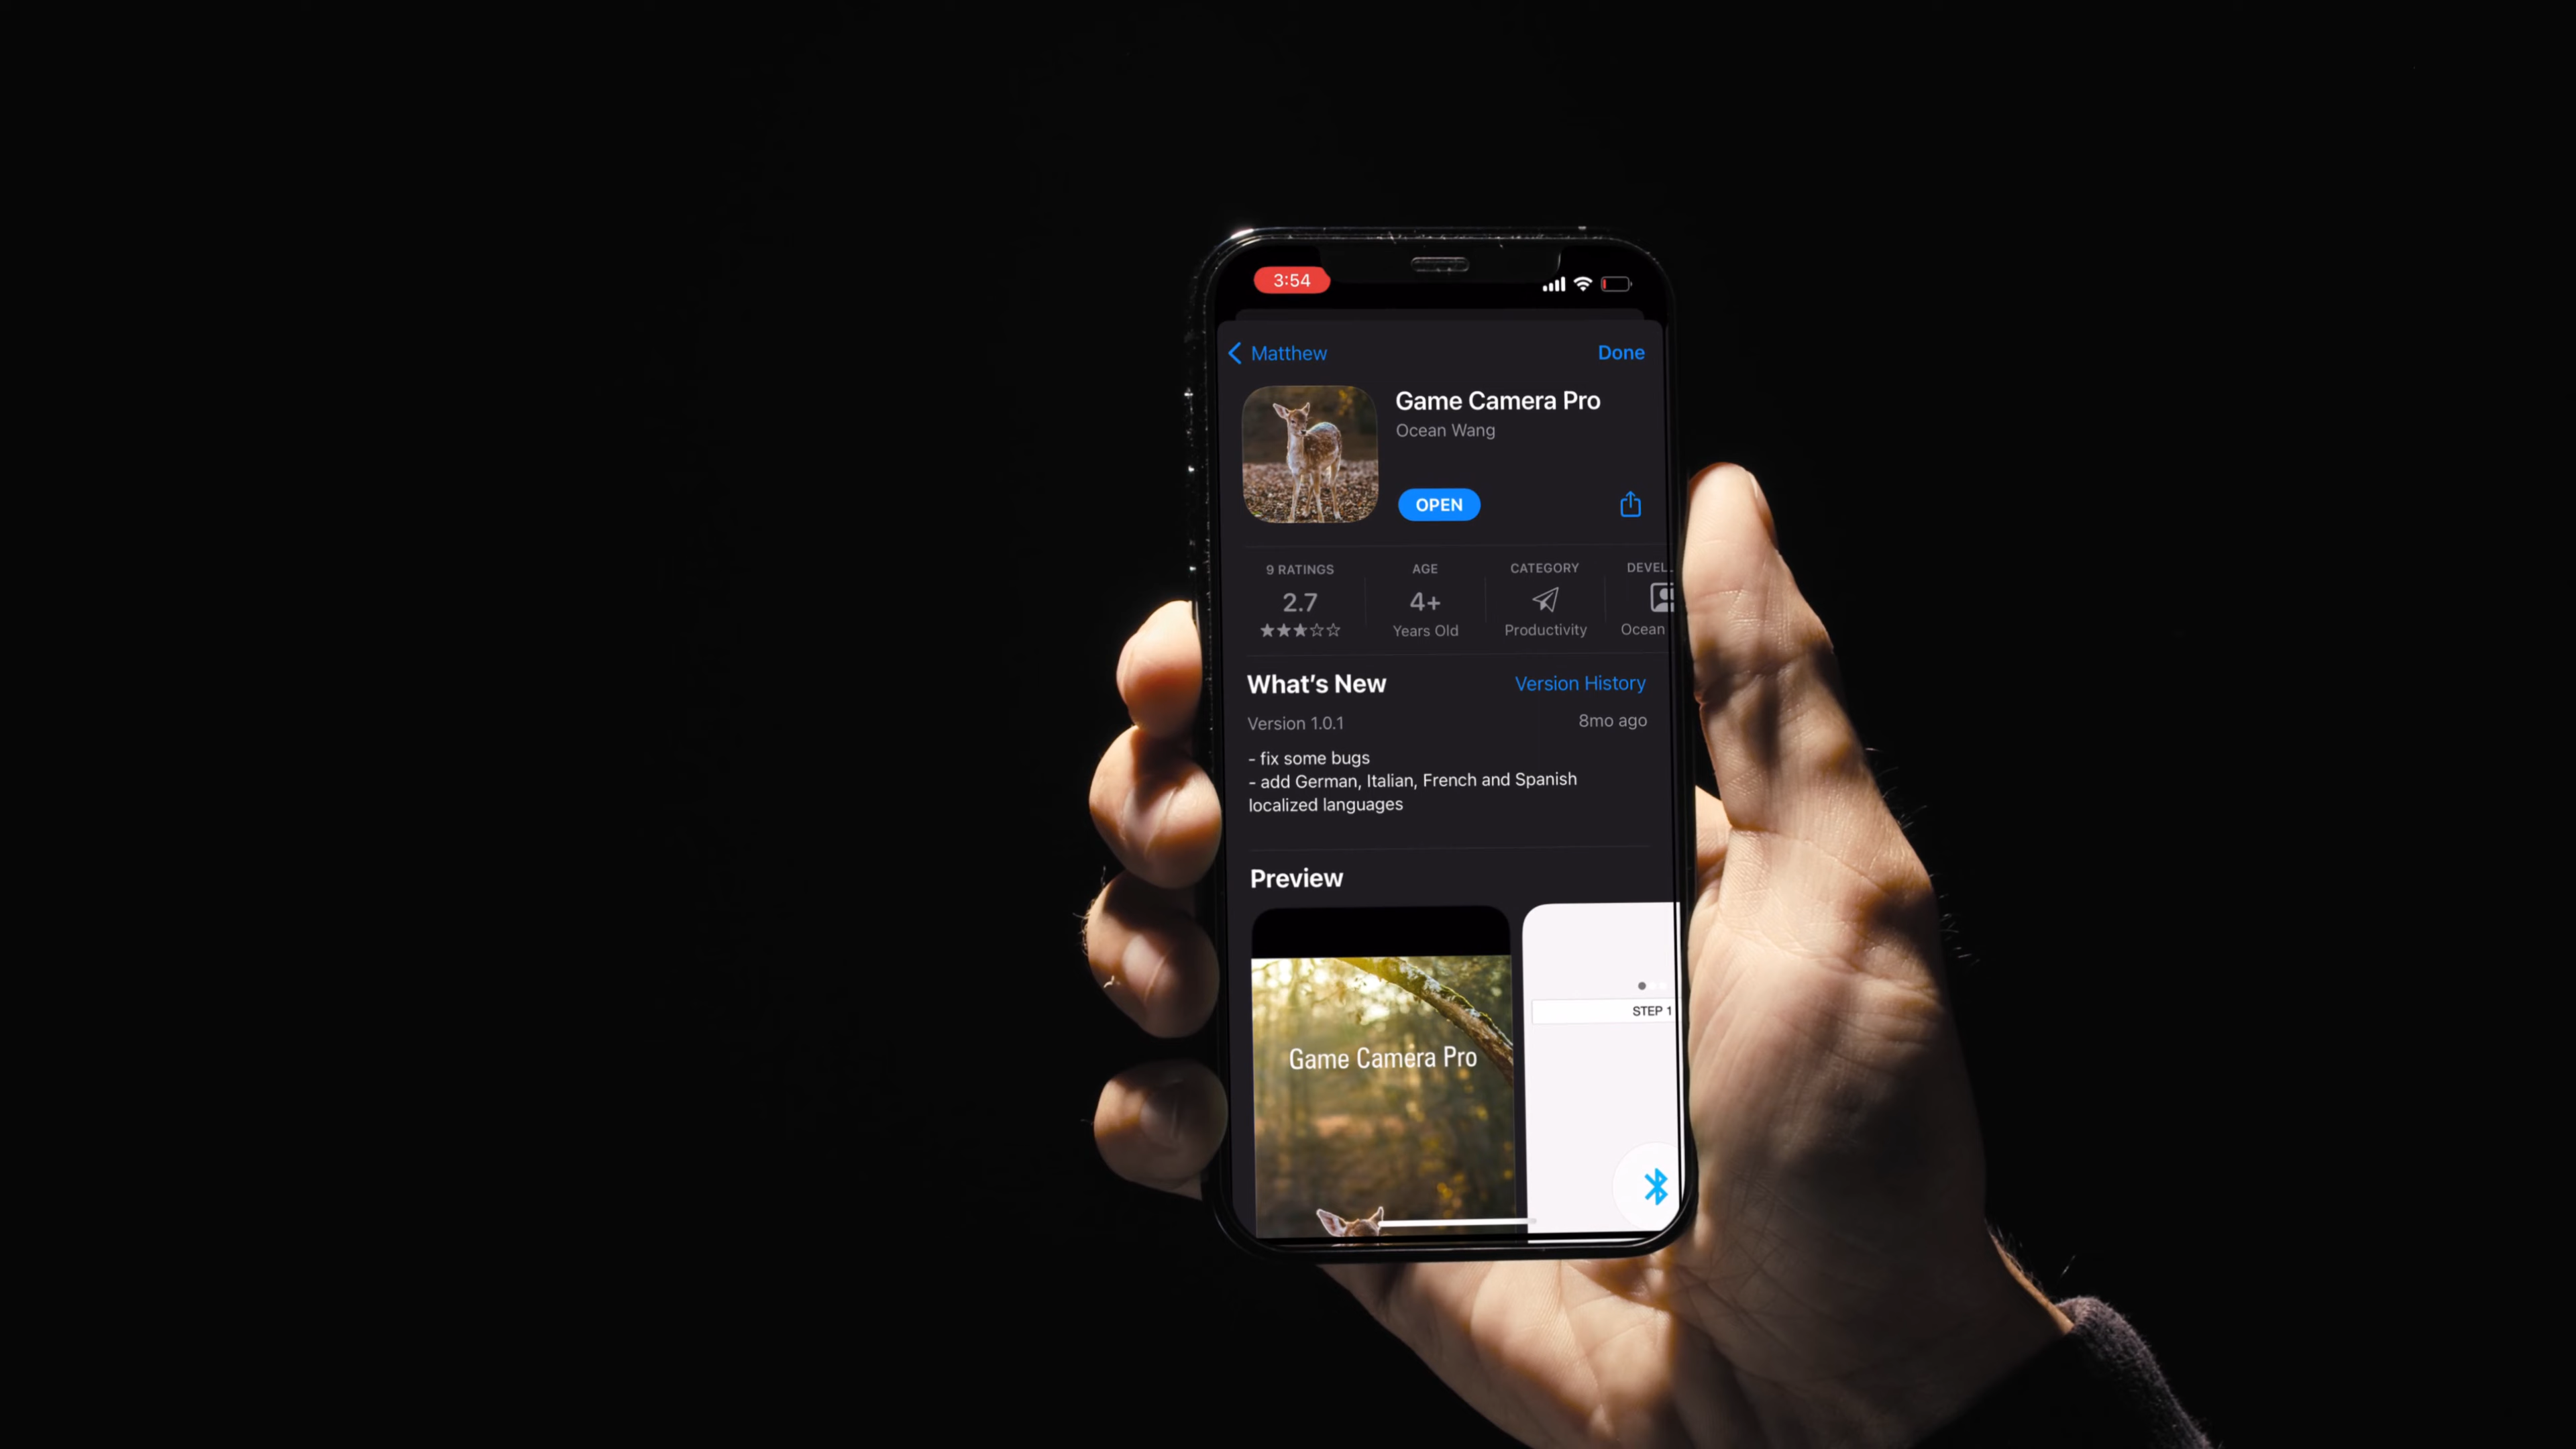 3:54
Matthew
Done
Game Camera Pro
Ocean Wang
OPEN
9 RATINGS
AGE
CATEGORY
DEVEL…
2.7
4+
Years Old
Productivity
Ocean
What's New
Version History
Version 1.0.1
8mo ago
- fix some bugs
- add German, Italian, French and Spanish
localized languages
Preview
Game Camera Pro
STEP 1